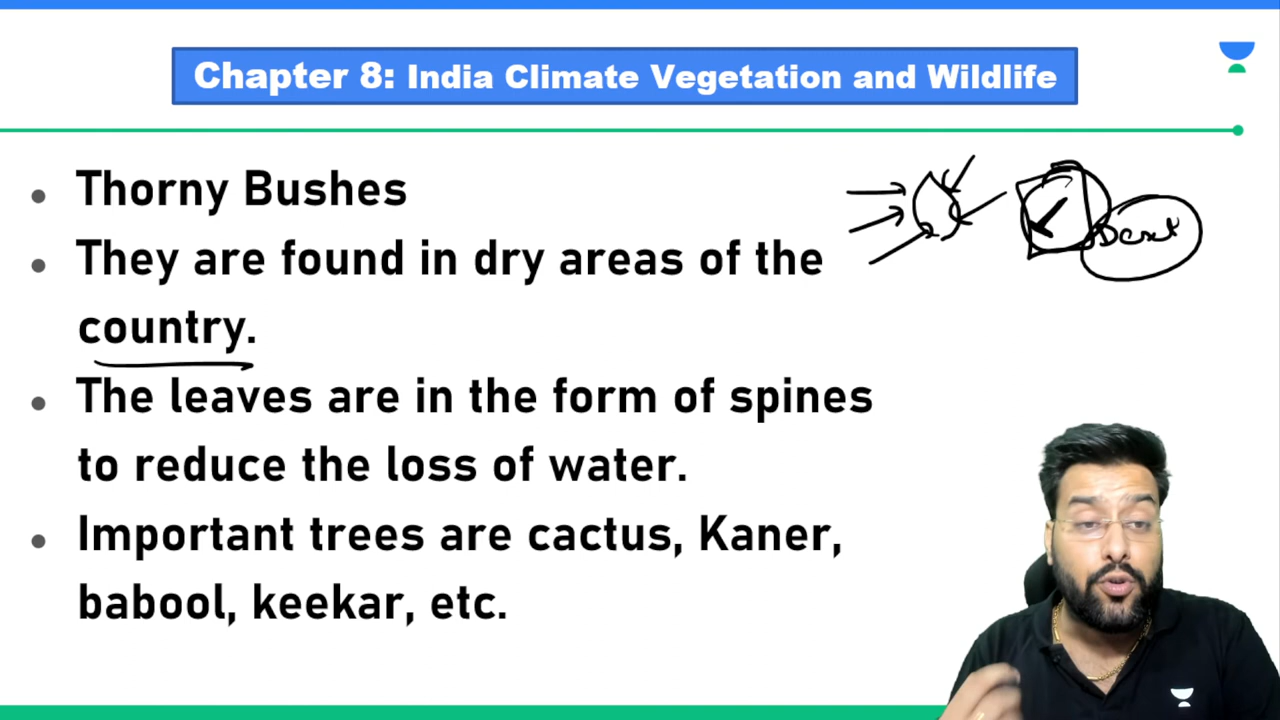 Chapter 8: India Climate Vegetation and Wildlife
Thorny Bushes
They are found in dry areas of the
country.
The leaves are in the form of spines
to reduce the loss of water.
Important trees are cactus, Kaner,
babool, keekar, etc.